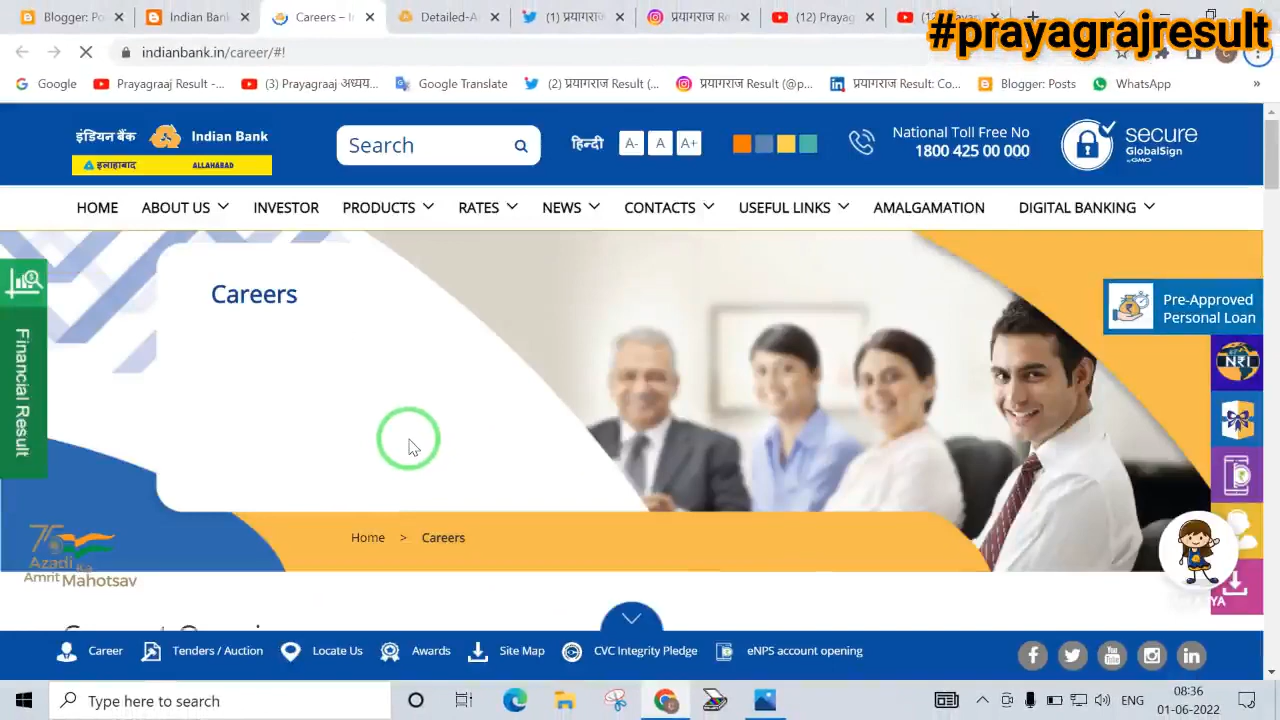 Blogger: Po
Indian Bank
Careers – I
Detailed-A
(1) प्रयागराज
प्रयागराज R
(12) Prayag
#prayagrajresult
indianbank.in/career/#!
Google
Prayagraaj Result -...
(3) Prayagraaj अध्यय...
Google Translate
(2) प्रयागराज Result (...
प्रयागराज Result (@p...
प्रयागराज Result: Co...
Blogger: Posts
WhatsApp
»
इंडियन बैंक
Indian Bank
इलाहाबाद
ALLAHABAD
Search
हिन्दी
A-
A
A+
National Toll Free No
1800 425 00 000
secure
GlobalSign
by GMO
HOME
ABOUT US
INVESTOR
PRODUCTS
RATES
NEWS
CONTACTS
USEFUL LINKS
AMALGAMATION
DIGITAL BANKING
Careers
Financial Result
Pre-Approved
Personal Loan
NRI
Home > Careers
75
Azadi Ka
Amrit Mahotsav
Career
Tenders / Auction
Locate Us
Awards
Site Map
CVC Integrity Pledge
eNPS account opening
Type here to search
ENG
08:36
01-06-2022